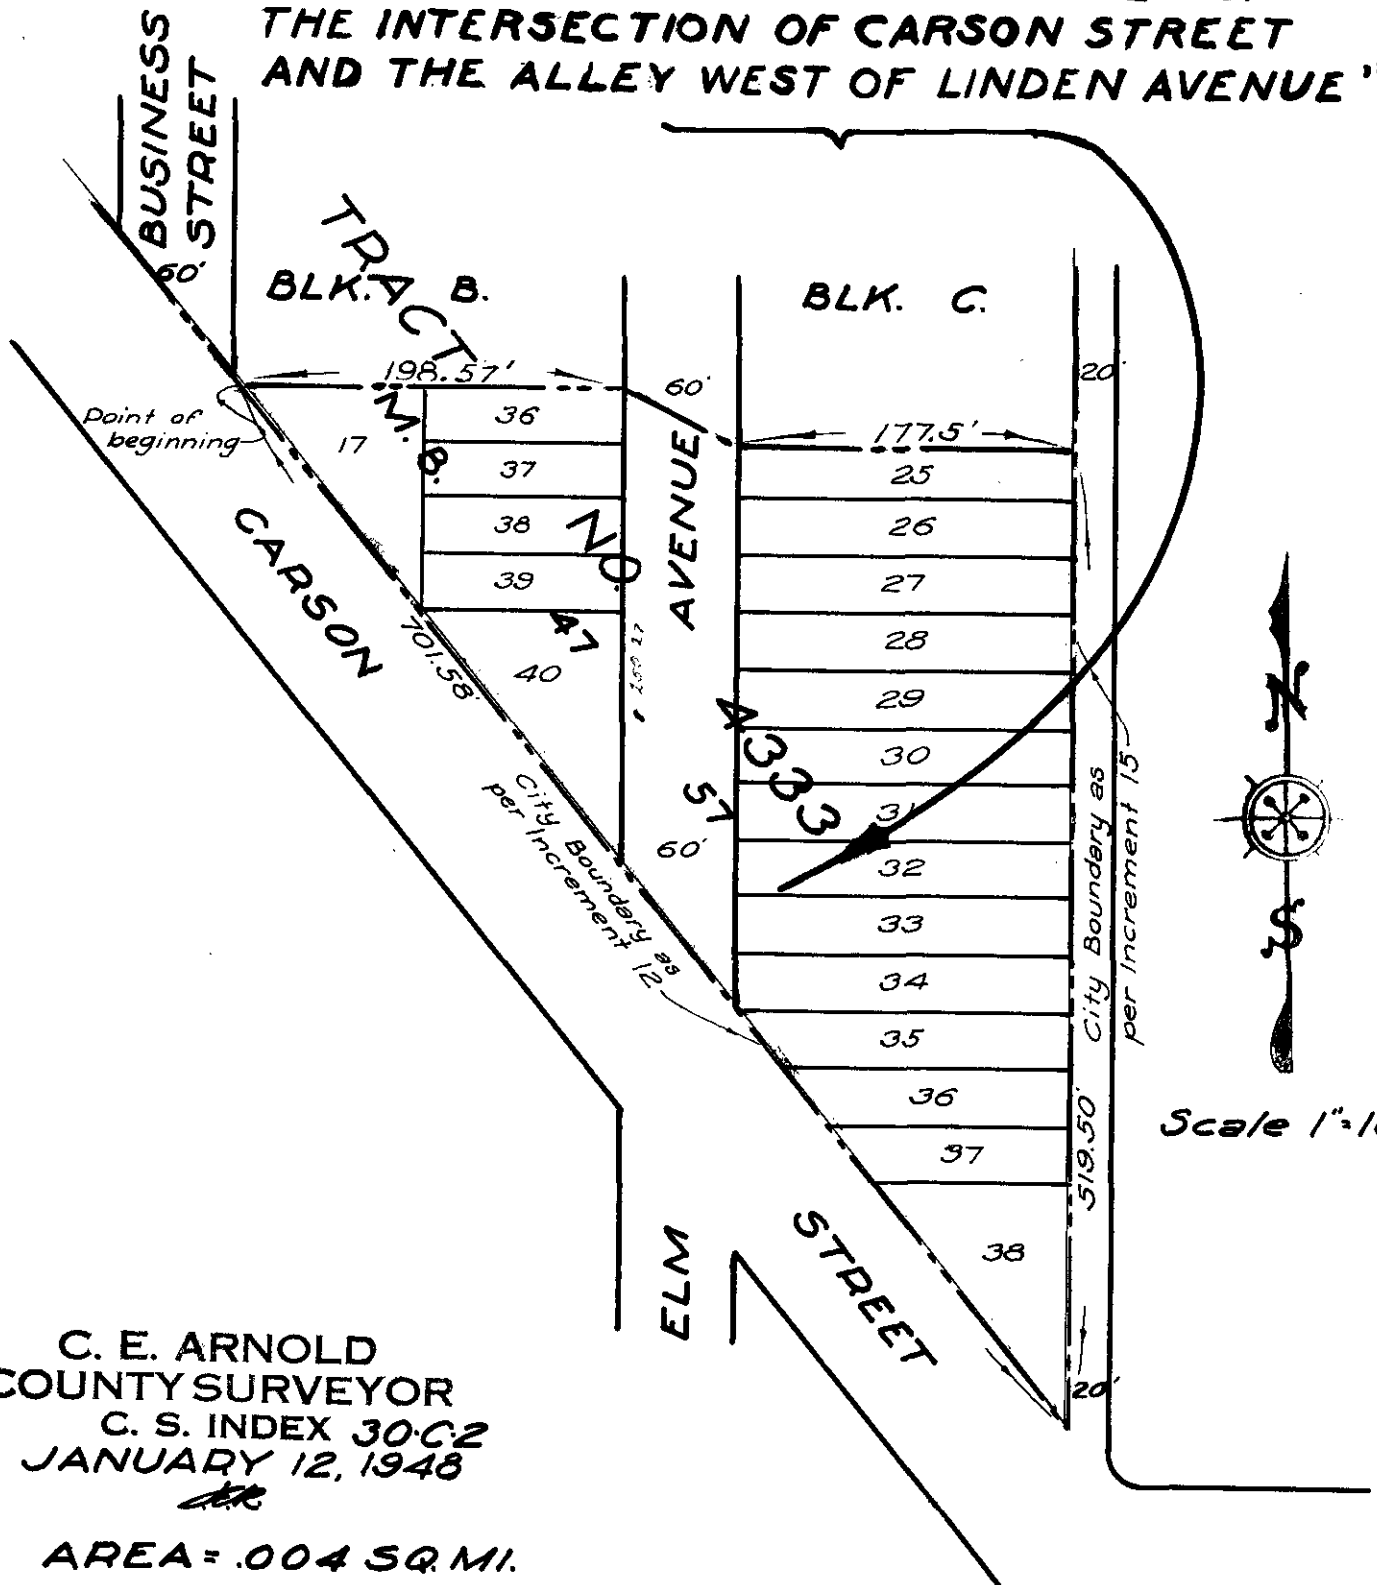 THE INTERSECTION OF CARSON STREET
AND THE ALLEY WEST OF LINDEN AVENUE"
BUSINESS
STREET
60'
TRACT
BLK. B.
BLK. C.
198.57'
60'
20'
177.5'
Point of
beginning
17
M. B.
36
37
38
39
40
NO.
47
AVENUE
25
26
27
28
29
30
31
32
33
34
35
36
37
38
4333
57
60'
CARSON
701.58'
City Boundary as
per Increment 12
City Boundary as
per Increment 15
519.50'
20'
N
S
Scale 1"=
ELM
STREET
C. E. ARNOLD
COUNTY SURVEYOR
C. S. INDEX 30-C-2
JANUARY 12, 1948
AREA = .004 SQ. MI.